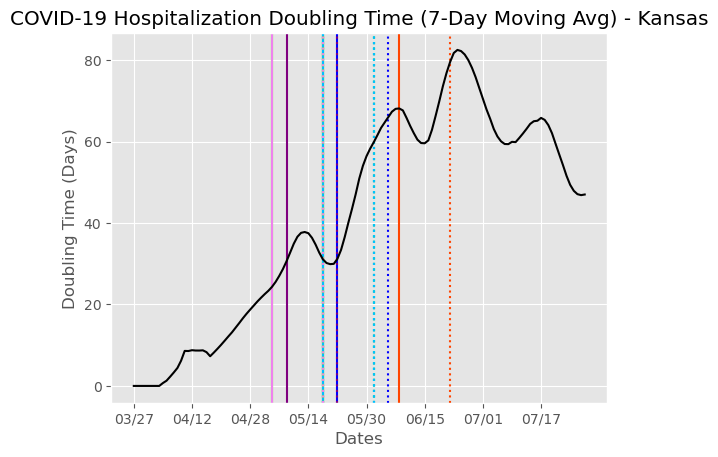 COVID-19 Hospitalization Doubling Time (7-Day Moving Avg) - Kansas
Doubling Time (Days)
80
60
40
20
0
03/27 04/12 04/28 05/14 05/30 06/15 07/01 07/17
Dates